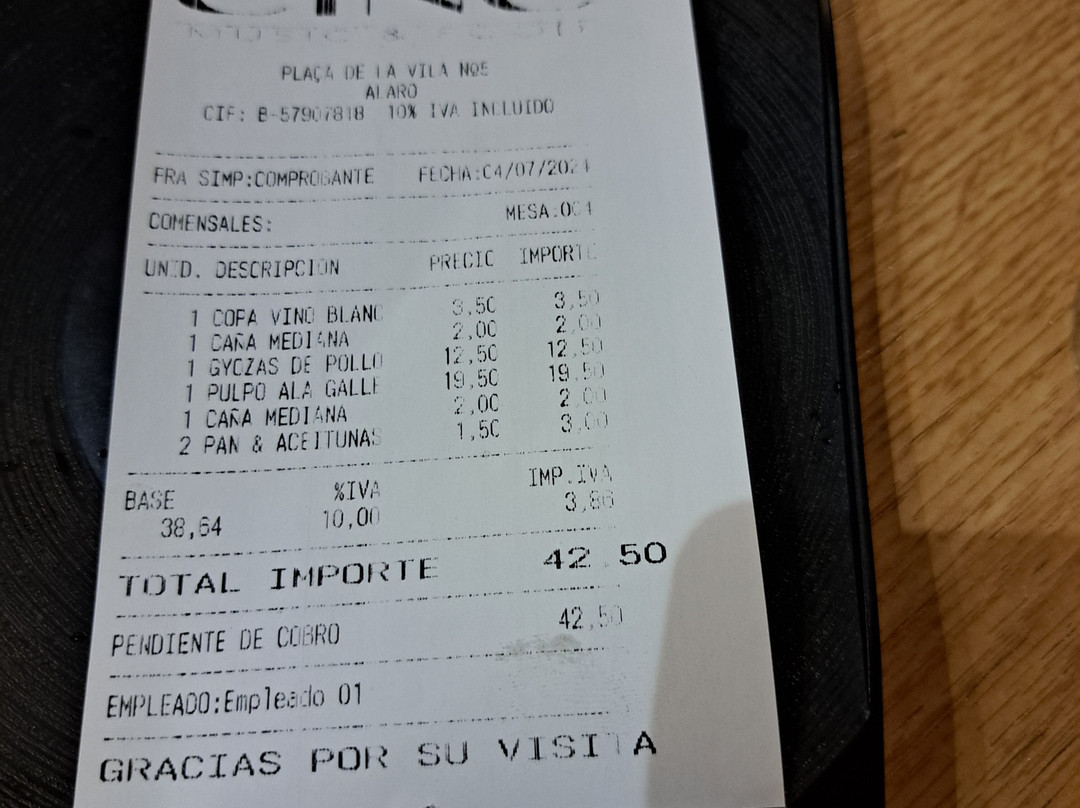 PLAÇA DE LA VILA Nº5
ALARO
CIF: B-57907818 10% IVA INCLUIDO
FRA SIMP:COMPROBANTE FECHA:04/07/2024
COMENSALES: MESA:004
UNID. DESCRIPCION PRECIO IMPORTE
1 COPA VINO BLANC 3,50 3,50
1 CAÑA MEDIANA 2,00 2,00
1 GYOZAS DE POLLO 12,50 12,50
1 PULPO ALA GALLE 19,50 19,50
1 CAÑA MEDIANA 2,00 2,00
2 PAN & ACEITUNAS 1,50 3,00
BASE %IVA IMP.IVA
38,64 10,00 3,86
TOTAL IMPORTE 42,50
PENDIENTE DE COBRO 42,50
EMPLEADO:Empleado 01
GRACIAS POR SU VISITA